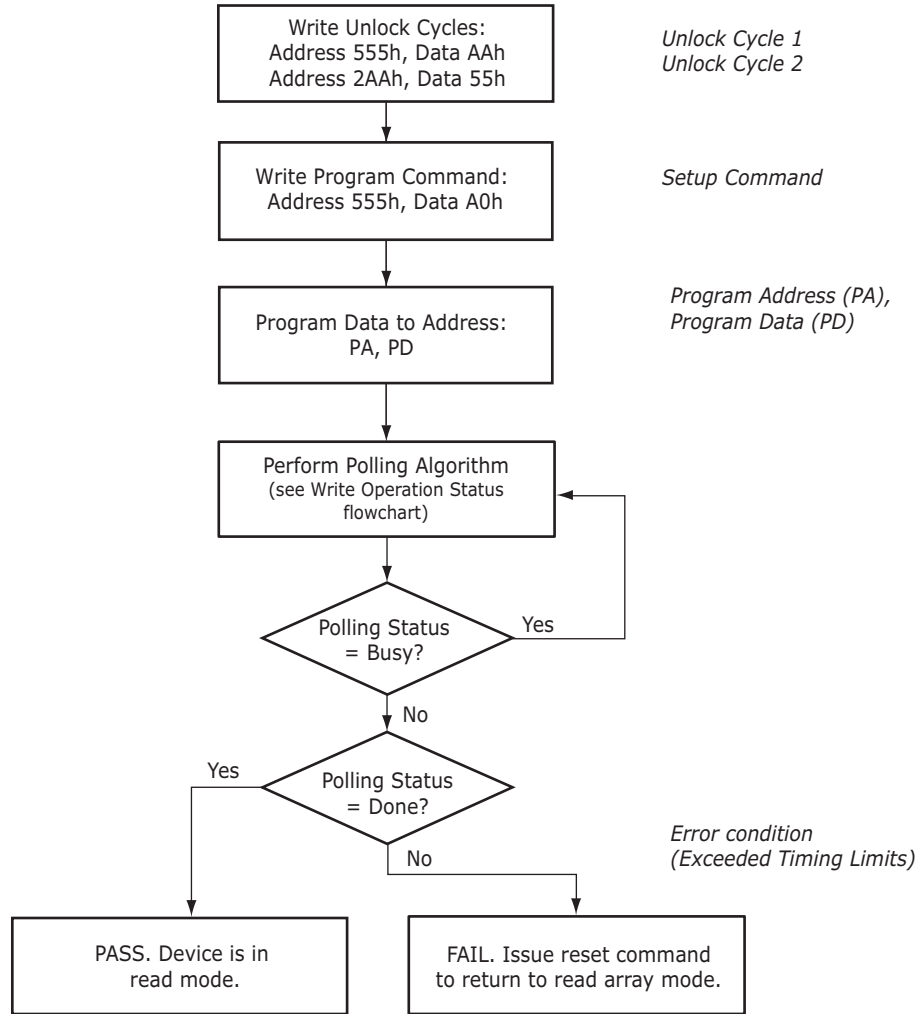 Write Unlock Cycles:
Address 555h, Data AAh
Address 2AAh, Data 55h
Unlock Cycle 1
Unlock Cycle 2
Write Program Command:
Address 555h, Data A0h
Setup Command
Program Data to Address:
PA, PD
Program Address (PA),
Program Data (PD)
Perform Polling Algorithm
(see Write Operation Status
flowchart)
Polling Status
= Busy?
Yes
No
Polling Status
= Done?
Yes
No
Error condition
(Exceeded Timing Limits)
PASS. Device is in
read mode.
FAIL. Issue reset command
to return to read array mode.